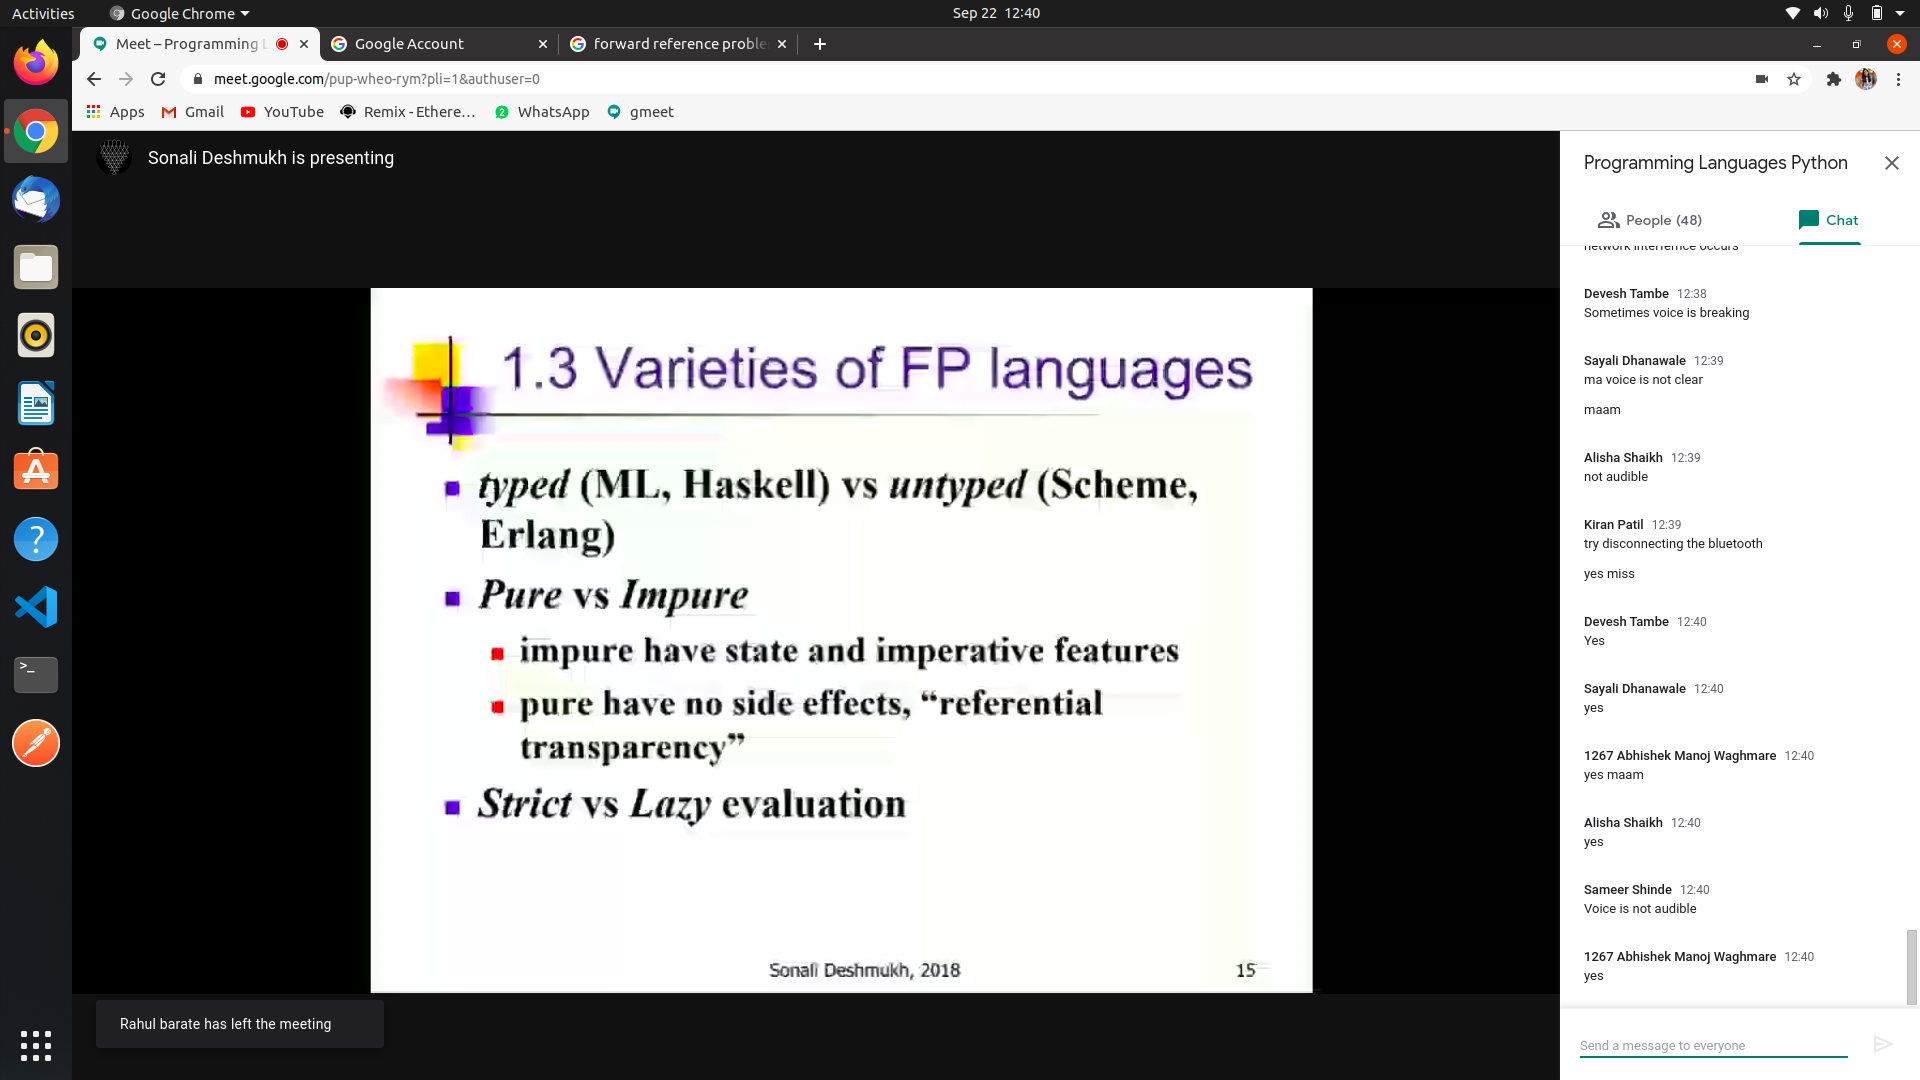 Activities
Google Chrome
Sep 22 12:40
Meet – Programming L
Google Account
forward reference proble
meet.google.com/pup-wheo-rym?pli=1&authuser=0
Apps
Gmail
YouTube
Remix - Ethere…
WhatsApp
gmeet
Sonali Deshmukh is presenting
1.3 Varieties of FP languages
typed (ML, Haskell) vs untyped (Scheme,
Erlang)
Pure vs Impure
impure have state and imperative features
pure have no side effects, “referential
transparency”
Strict vs Lazy evaluation
Sonali Deshmukh, 2018
15
Rahul barate has left the meeting
Programming Languages Python
People (48)
Chat
Devesh Tambe 12:38
Sometimes voice is breaking
Sayali Dhanawale 12:39
ma voice is not clear
maam
Alisha Shaikh 12:39
not audible
Kiran Patil 12:39
try disconnecting the bluetooth
yes miss
Devesh Tambe 12:40
Yes
Sayali Dhanawale 12:40
yes
1267 Abhishek Manoj Waghmare 12:40
yes maam
Alisha Shaikh 12:40
yes
Sameer Shinde 12:40
Voice is not audible
1267 Abhishek Manoj Waghmare 12:40
yes
Send a message to everyone